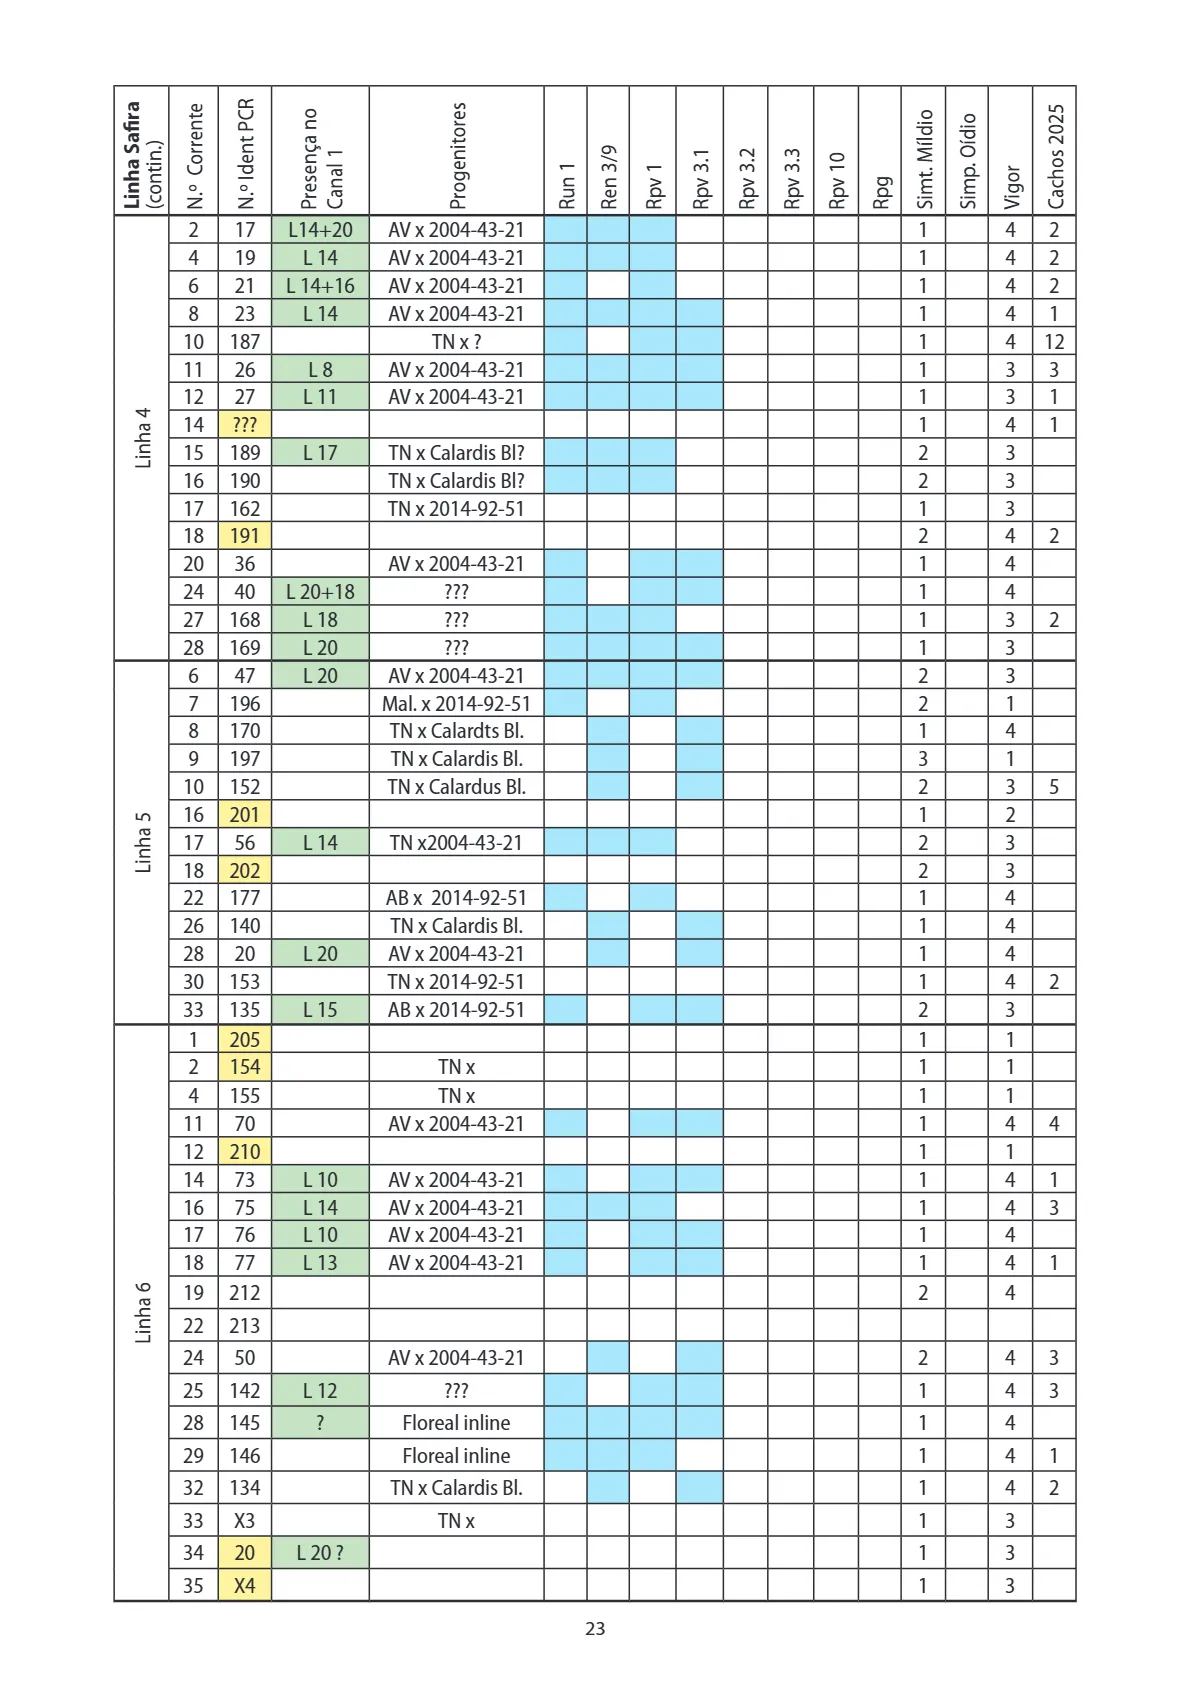 Linha Safira (contin.) N.º Corrente N.º Ident PCR Presença no Canal 1 Progenitores Run 1 Ren 3/9 Rpv 1 Rpv 3.1 Rpv 3.2 Rpv 3.3 Rpv 10 Rpg Simt. Míldio Simp. Oídio Vigor Cachos 2025
Linha 4
2 17 L14+20 AV x 2004-43-21 1 4 2
4 19 L 14 AV x 2004-43-21 1 4 2
6 21 L 14+16 AV x 2004-43-21 1 4 2
8 23 L 14 AV x 2004-43-21 1 4 1
10 187 TN x ? 1 4 12
11 26 L 8 AV x 2004-43-21 1 3 3
12 27 L 11 AV x 2004-43-21 1 3 1
14 ??? 1 4 1
15 189 L 17 TN x Calardis Bl? 2 3
16 190 TN x Calardis Bl? 2 3
17 162 TN x 2014-92-51 1 3
18 191 2 4 2
20 36 AV x 2004-43-21 1 4
24 40 L 20+18 ??? 1 4
27 168 L 18 ??? 1 3 2
28 169 L 20 ??? 1 3
Linha 5
6 47 L 20 AV x 2004-43-21 2 3
7 196 Mal. x 2014-92-51 2 1
8 170 TN x Calardts Bl. 1 4
9 197 TN x Calardis Bl. 3 1
10 152 TN x Calardus Bl. 2 3 5
16 201 1 2
17 56 L 14 TN x2004-43-21 2 3
18 202 2 3
22 177 AB x 2014-92-51 1 4
26 140 TN x Calardis Bl. 1 4
28 20 L 20 AV x 2004-43-21 1 4
30 153 TN x 2014-92-51 1 4 2
33 135 L 15 AB x 2014-92-51 2 3
Linha 6
1 205 1 1
2 154 TN x 1 1
4 155 TN x 1 1
11 70 AV x 2004-43-21 1 4 4
12 210 1 1
14 73 L 10 AV x 2004-43-21 1 4 1
16 75 L 14 AV x 2004-43-21 1 4 3
17 76 L 10 AV x 2004-43-21 1 4
18 77 L 13 AV x 2004-43-21 1 4 1
19 212 2 4
22 213
24 50 AV x 2004-43-21 2 4 3
25 142 L 12 ??? 1 4 3
28 145 ? Floreal inline 1 4
29 146 Floreal inline 1 4 1
32 134 TN x Calardis Bl. 1 4 2
33 X3 TN x 1 3
34 20 L 20 ? 1 3
35 X4 1 3
23